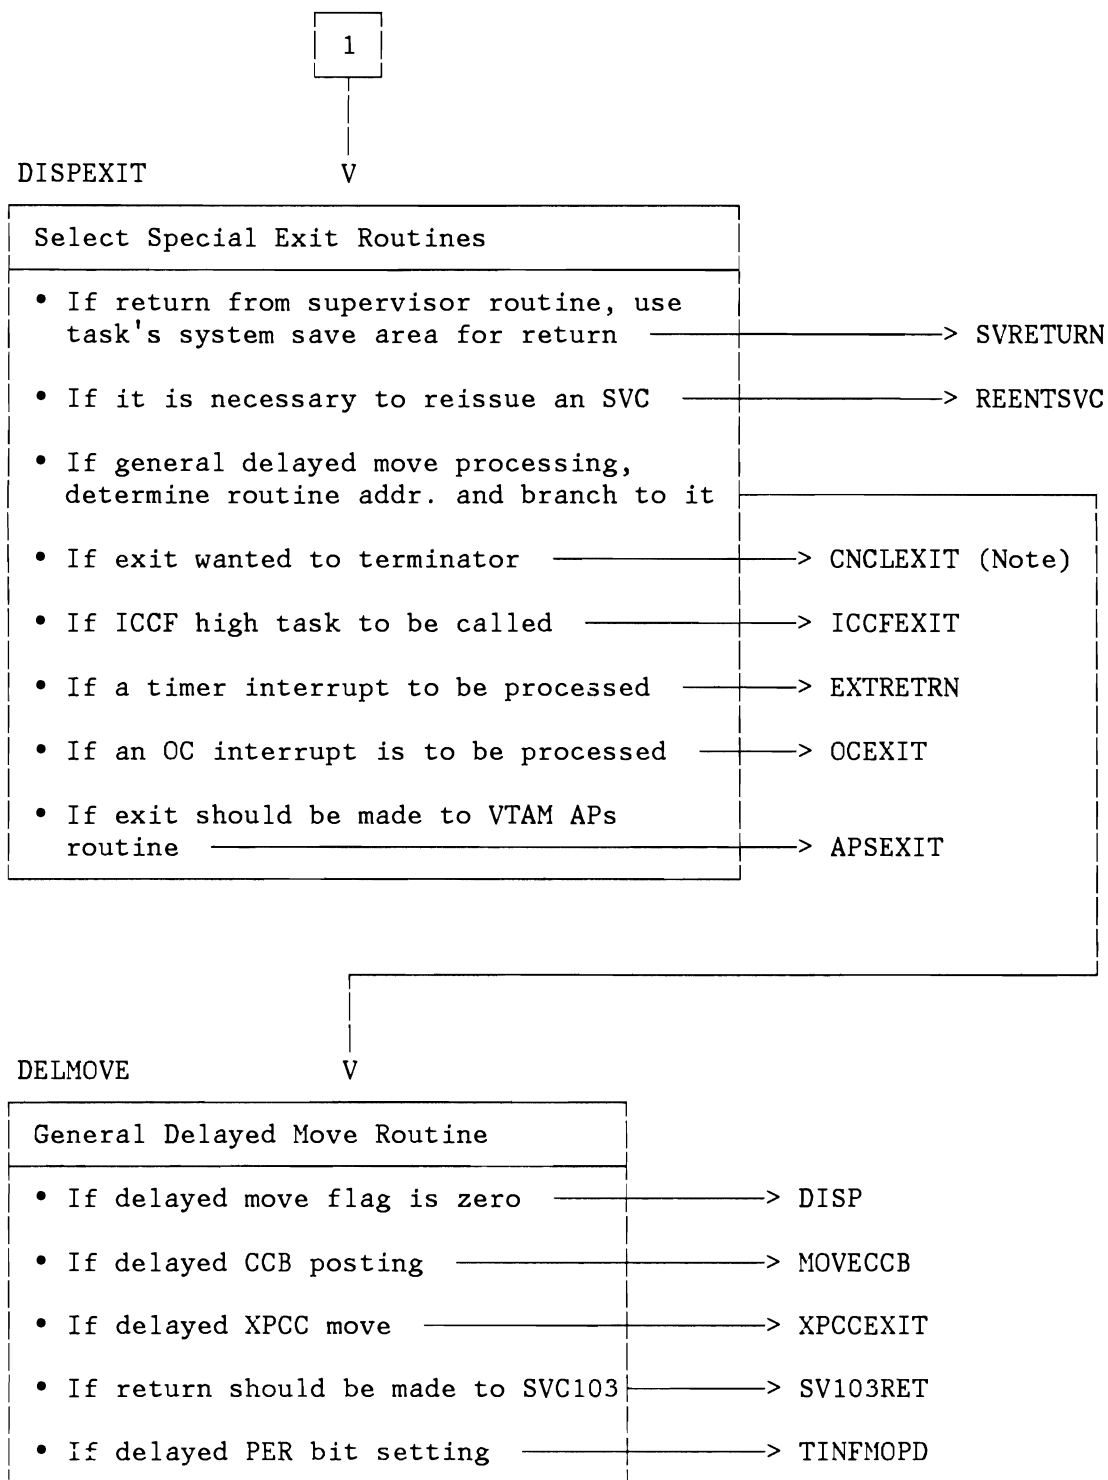 1
DISPEXIT V
Select Special Exit Routines
• If return from supervisor routine, use
task's system save area for return > SVRETURN
• If it is necessary to reissue an SVC > REENTSVC
• If general delayed move processing,
determine routine addr. and branch to it
• If exit wanted to terminator > CNCLEXIT (Note)
• If ICCF high task to be called > ICCFEXIT
• If a timer interrupt to be processed > EXTRETRN
• If an OC interrupt is to be processed > OCEXIT
• If exit should be made to VTAM APs
routine > APSEXIT
DELMOVE V
General Delayed Move Routine
• If delayed move flag is zero > DISP
• If delayed CCB posting > MOVECCB
• If delayed XPCC move > XPCCEXIT
• If return should be made to SVC103 > SV103RET
• If delayed PER bit setting > TINFMOPD